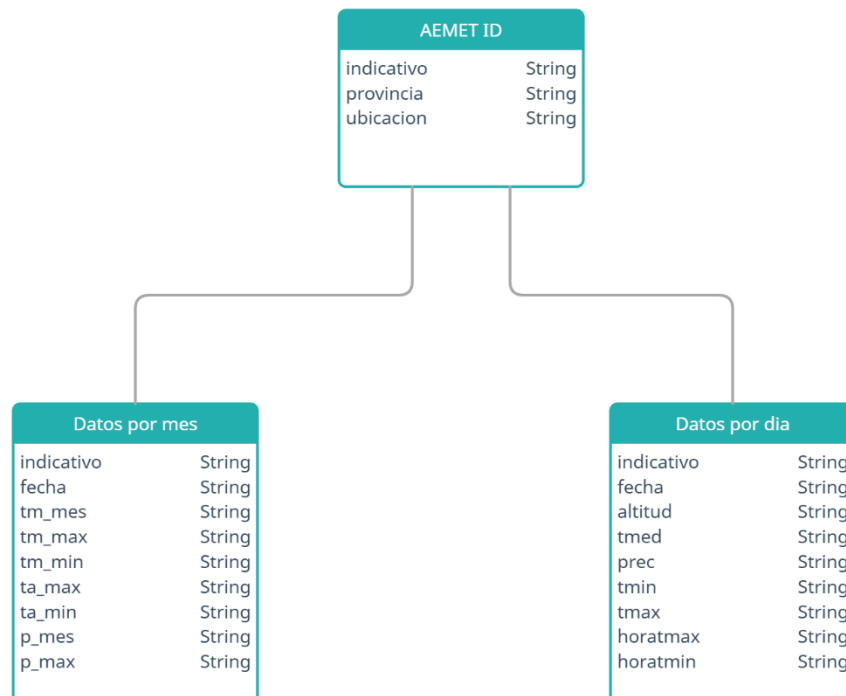 AEMET ID
indicativo String
provincia String
ubicacion String
Datos por mes
indicativo String
fecha String
tm_mes String
tm_max String
tm_min String
ta_max String
ta_min String
p_mes String
p_max String
Datos por dia
indicativo String
fecha String
altitud String
tmed String
prec String
tmin String
tmax String
horatmax String
horatmin String